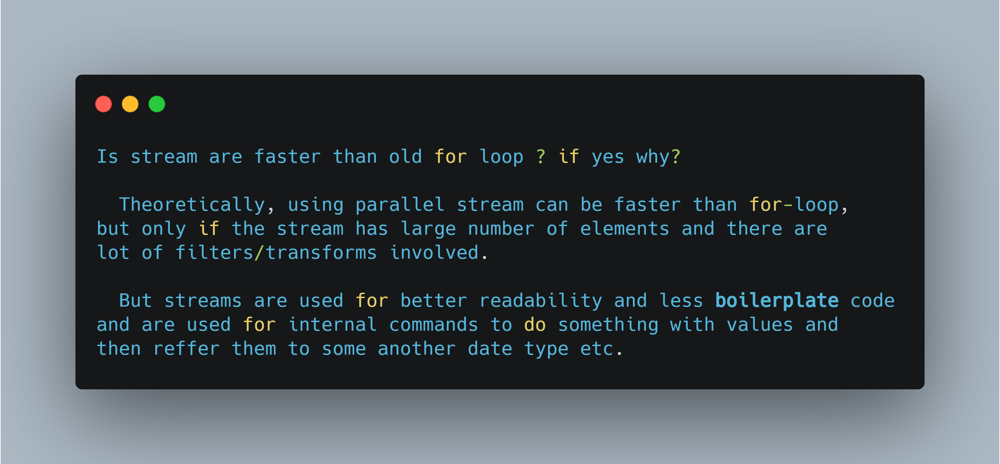 Is stream are faster than old for loop ? if yes why?
Theoretically, using parallel stream can be faster than for-loop,
but only if the stream has large number of elements and there are
lot of filters/transforms involved.
But streams are used for better readability and less boilerplate code
and are used for internal commands to do something with values and
then reffer them to some another date type etc.